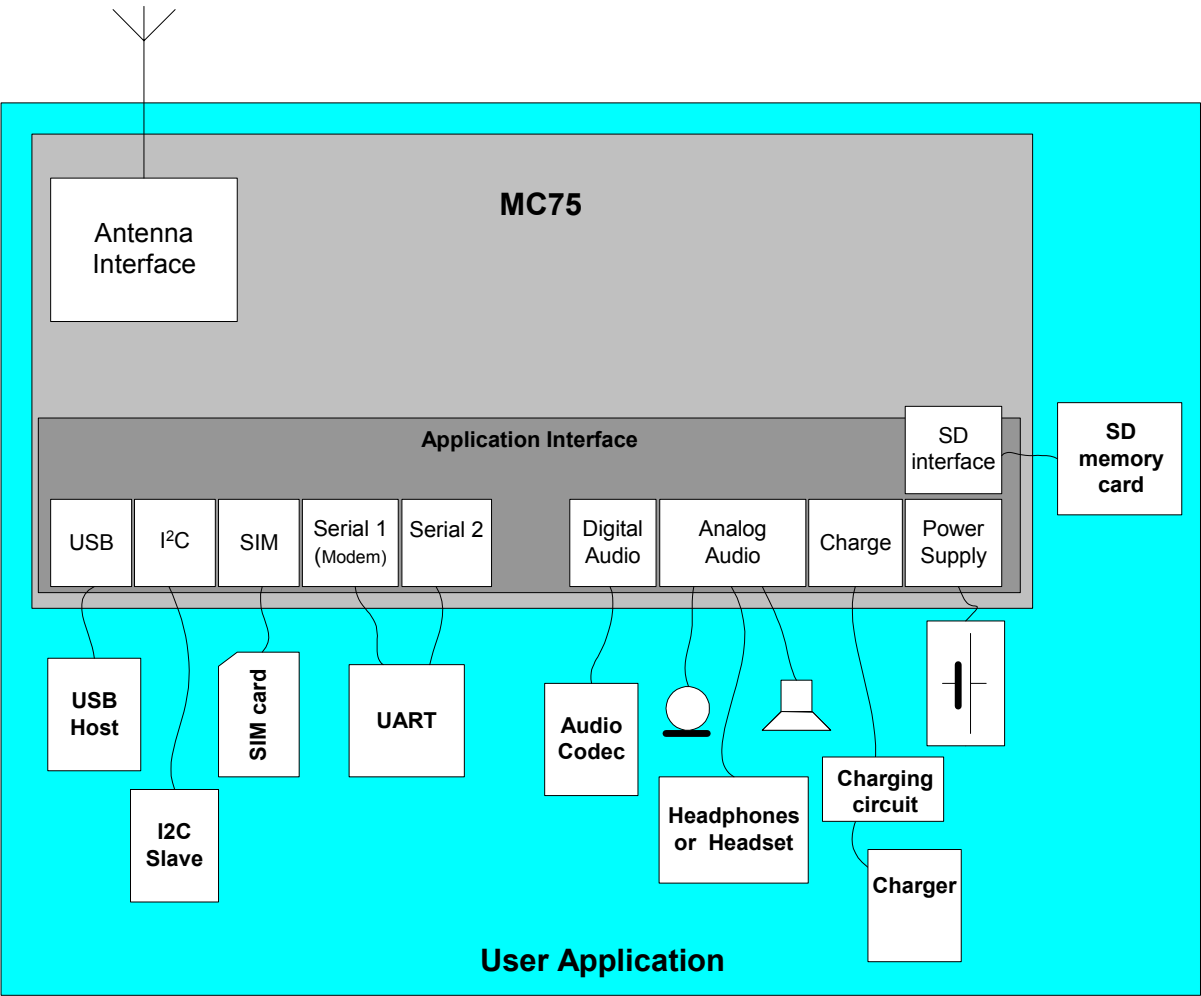 MC75
Antenna
Interface
Application Interface
SD
interface
SD
memory
card
USB
I²C
SIM
Serial 1
(Modem)
Serial 2
Digital
Audio
Analog
Audio
Charge
Power
Supply
USB
Host
I2C
Slave
SIM card
UART
Audio
Codec
Headphones
or Headset
Charging
circuit
Charger
User Application